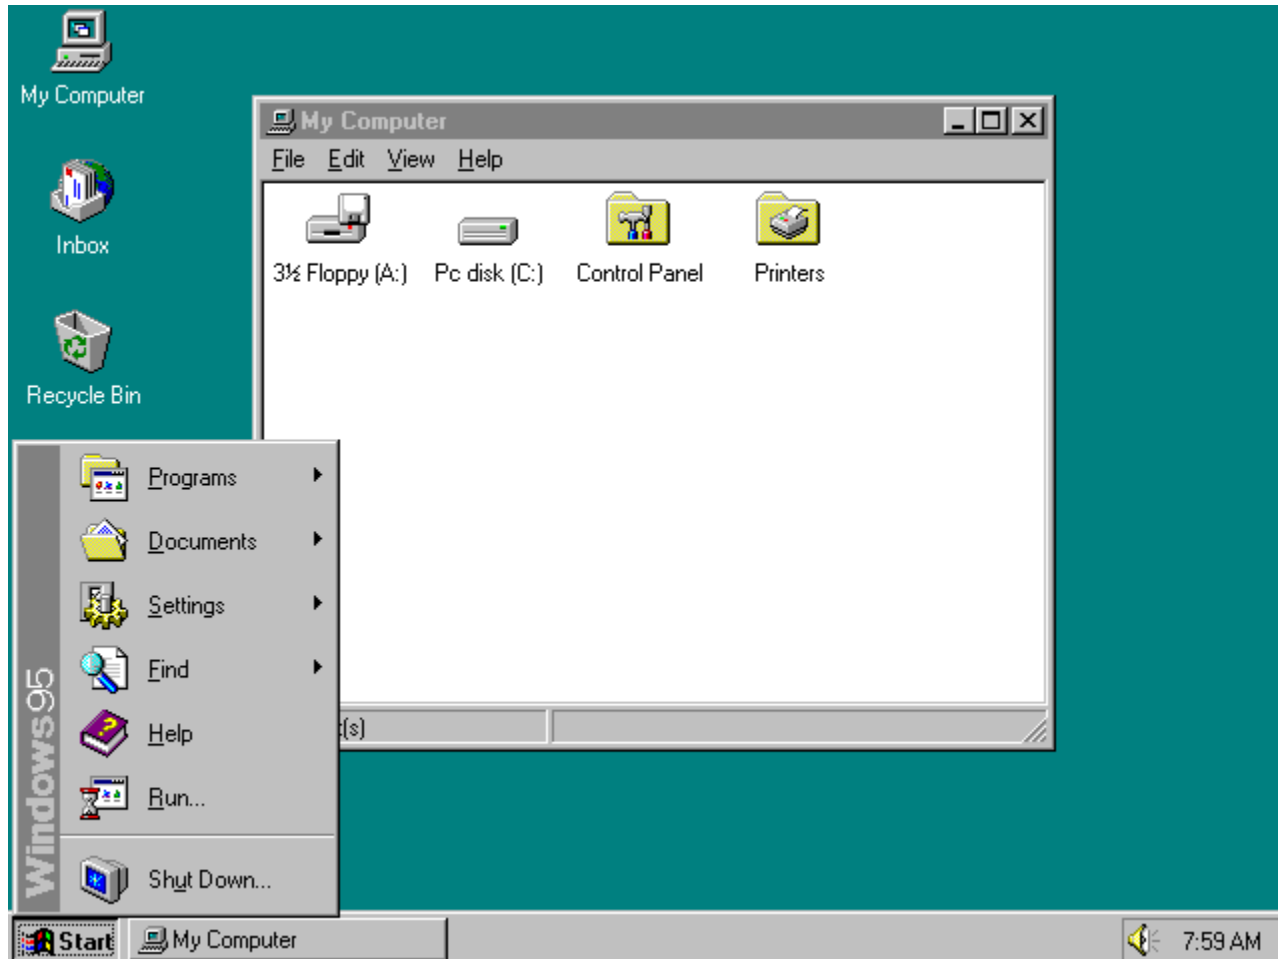 My Computer
Inbox
Recycle Bin
My Computer
File Edit View Help
3½ Floppy (A:) Pc disk (C:) Control Panel Printers
(s)
Programs
Documents
Settings
Find
Help
Run...
Shut Down...
Windows95
Start My Computer 7:59 AM